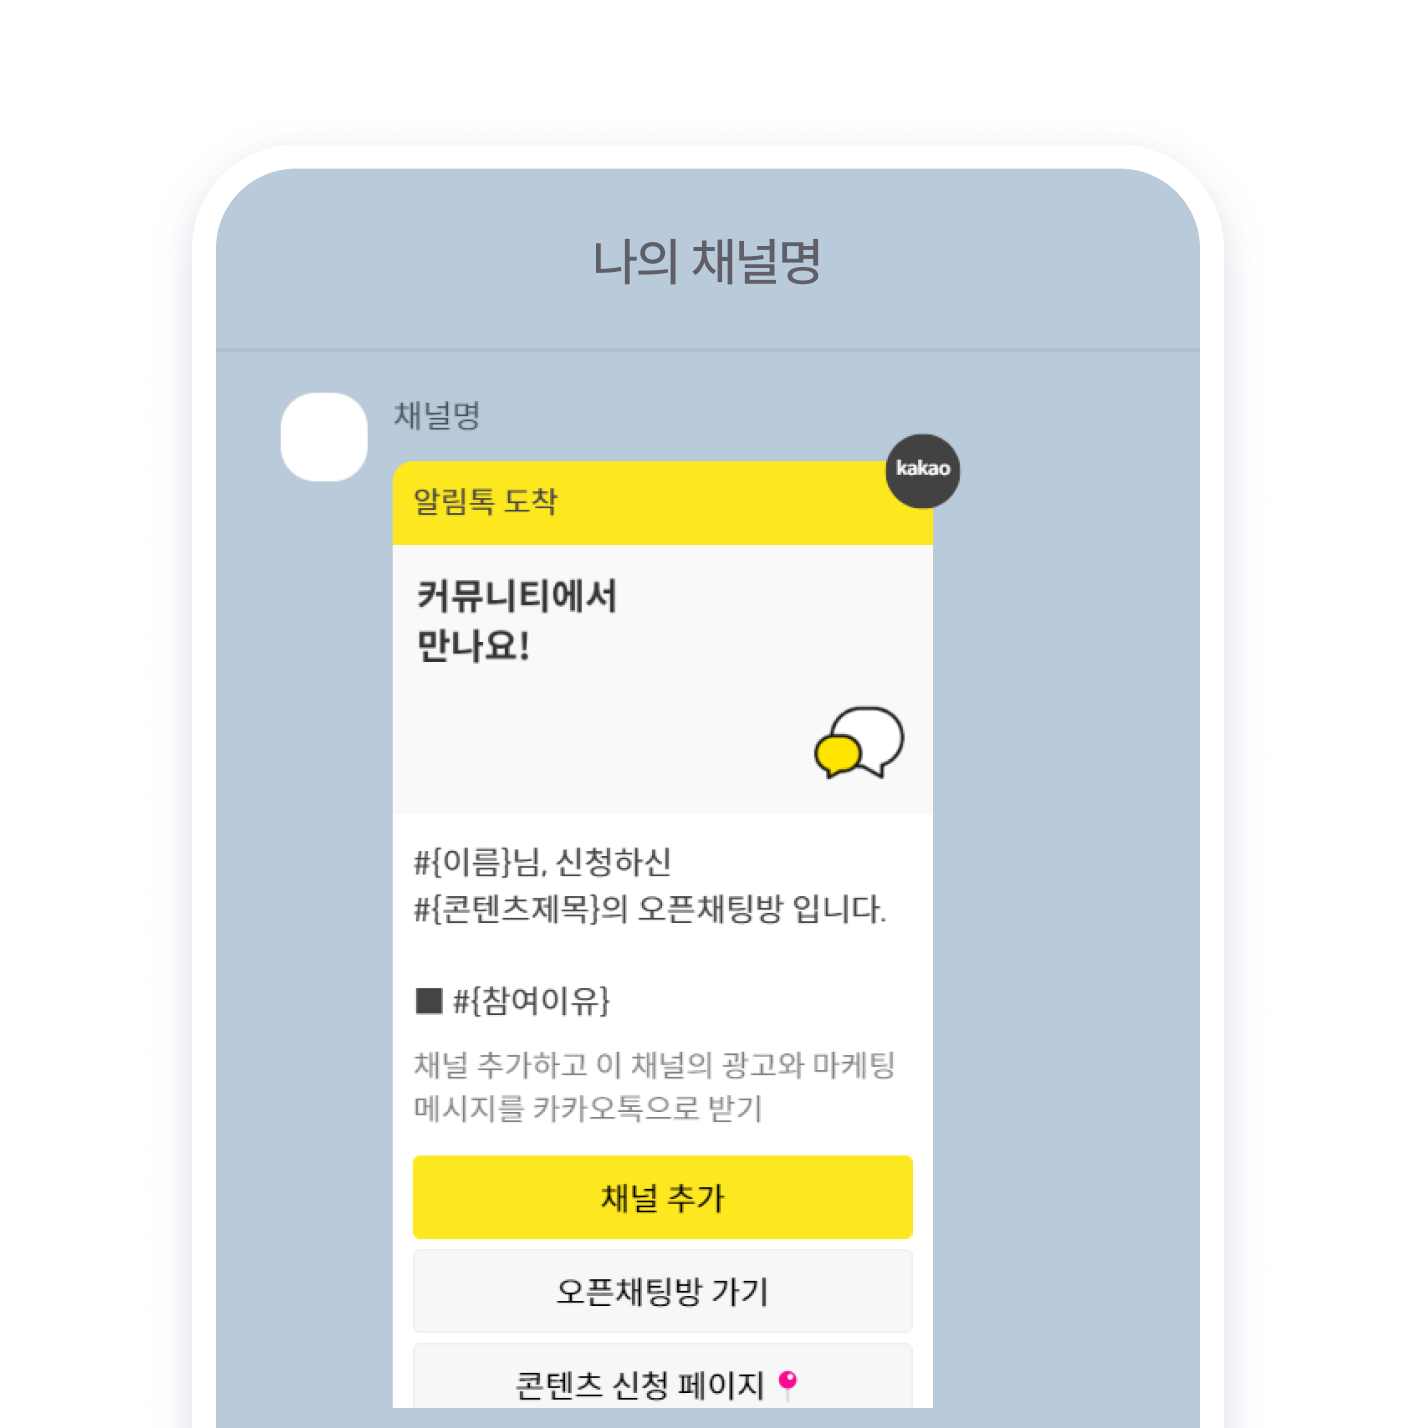 나의 채널명
채널명
kakao
알림톡 도착
커뮤니티에서
만나요!
#{이름}님, 신청하신
#{콘텐츠제목}의 오픈채팅방 입니다.
■ #{참여이유}
채널 추가하고 이 채널의 광고와 마케팅
메시지를 카카오톡으로 받기
채널 추가
오픈채팅방 가기
콘텐츠 신청 페이지📍